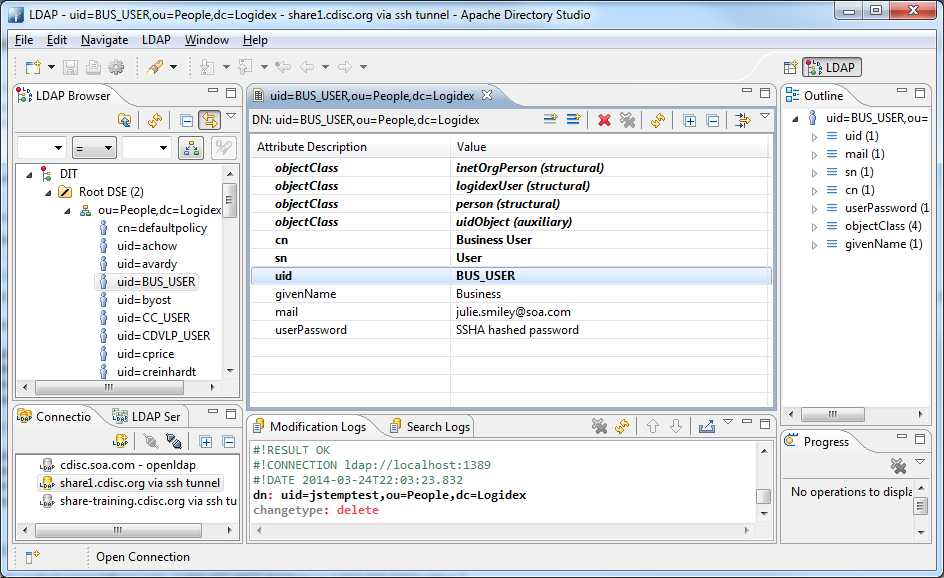 LDAP - uid=BUS_USER,ou=People,dc=Logidex - share1.cdisc.org via ssh tunnel - Apache Directory Studio
File Edit Navigate LDAP Window Help
LDAP
LDAP Browser
=
DIT
Root DSE (2)
ou=People,dc=Logidex
cn=defaultpolicy
uid=achow
uid=avardy
uid=BUS_USER
uid=byost
uid=CC_USER
uid=CDVLP_USER
uid=cprice
uid=creinhardt
uid=BUS_USER,ou=People,dc=Logidex
DN: uid=BUS_USER,ou=People,dc=Logidex
Attribute Description Value
objectClass inetOrgPerson (structural)
objectClass logidexUser (structural)
objectClass person (structural)
objectClass uidObject (auxiliary)
cn Business User
sn User
uid BUS_USER
givenName Business
mail julie.smiley@soa.com
userPassword SSHA hashed password
Outline
uid=BUS_USER,ou=
uid (1)
mail (1)
sn (1)
cn (1)
userPassword (1
objectClass (4)
givenName (1)
Connectio LDAP Ser
cdisc.soa.com - openldap
share1.cdisc.org via ssh tunnel
share-training.cdisc.org via ssh tu
Modification Logs Search Logs
#!RESULT OK
#!CONNECTION ldap://localhost:1389
#!DATE 2014-03-24T22:03:23.832
dn: uid=jstemptest,ou=People,dc=Logidex
changetype: delete
Progress
No operations to displa
Open Connection